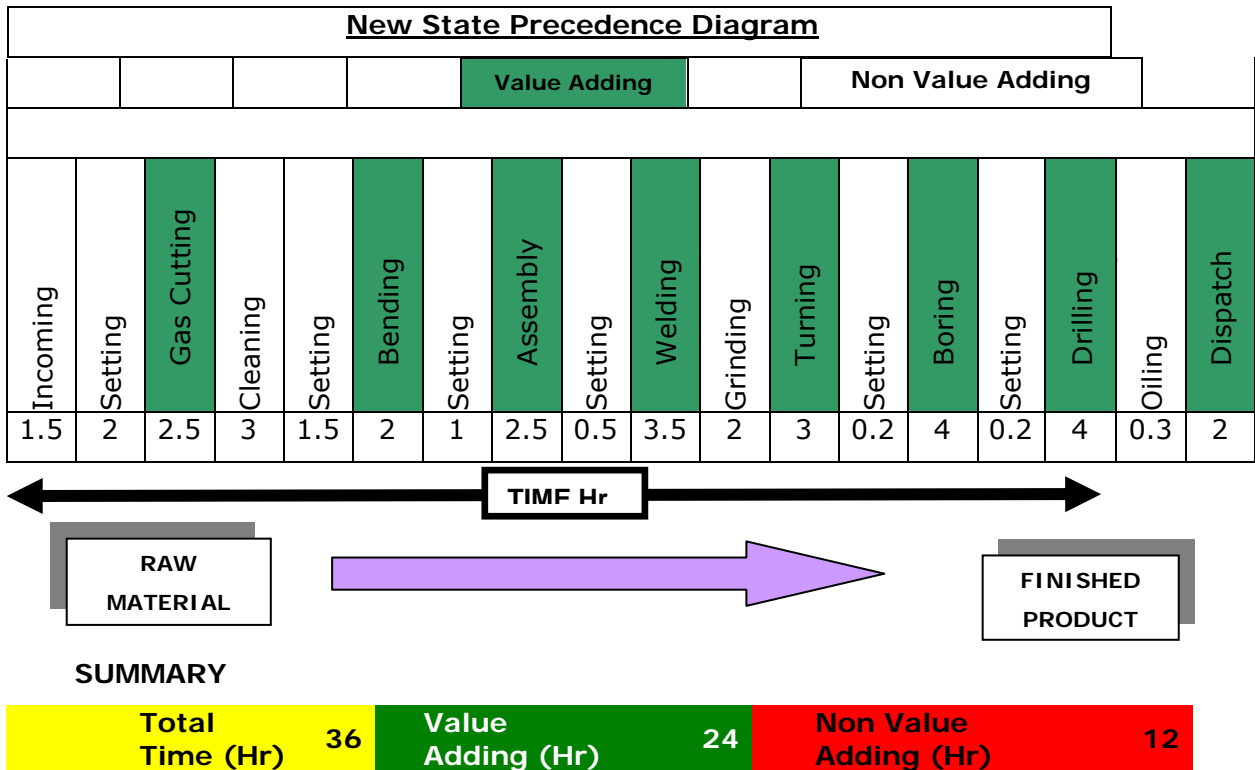 New State Precedence Diagram
Value Adding Non Value Adding
Incoming
Setting
Gas Cutting
Cleaning
Setting
Bending
Setting
Assembly
Setting
Welding
Grinding
Turning
Setting
Boring
Setting
Drilling
Oiling
Dispatch
1.5 2 2.5 3 1.5 2 1 2.5 0.5 3.5 2 3 0.2 4 0.2 4 0.3 2
TIME Hr
RAW
MATERIAL
FINISHED
PRODUCT
SUMMARY
Total
Time (Hr) 36
Value
Adding (Hr) 24
Non Value
Adding (Hr) 12